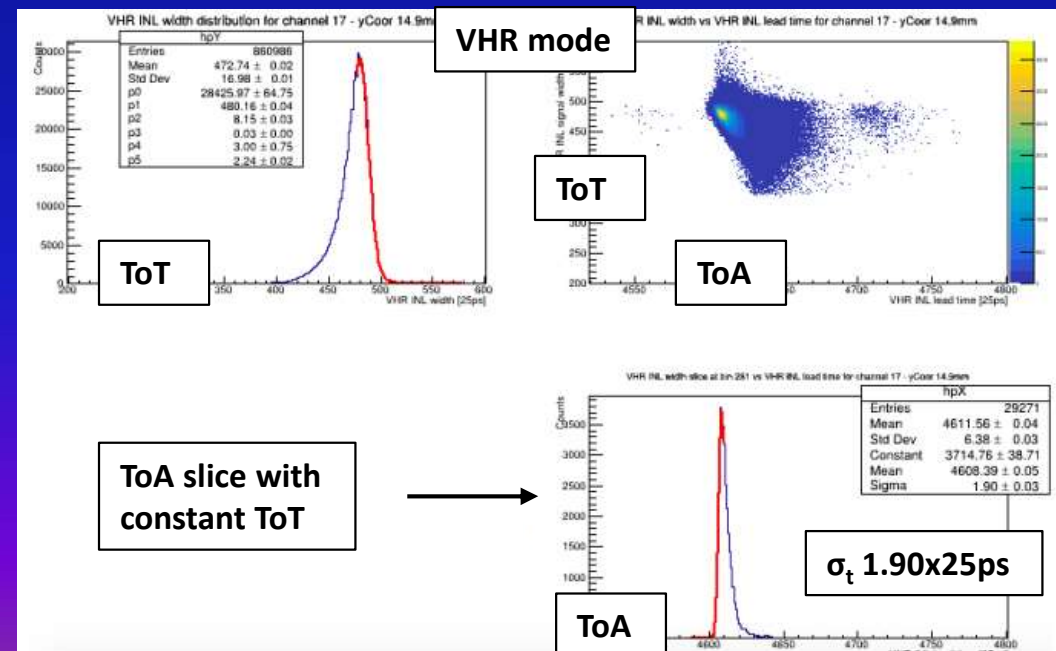 VHR INL width distribution for channel 17 - yCoor 14.9m
VHR mode
R INL width vs VHR INL lead time for channel 17 - yCoor 14.9mm
hpY
Entries 860986
Mean 472.74 ± 0.02
Std Dev 16.98 ± 0.01
p0 28425.97 ± 64.75
p1 480.16 ± 0.04
p2 8.15 ± 0.03
p3 0.03 ± 0.00
p4 3.00 ± 0.75
p5 2.24 ± 0.02
Counts
30000
25000
20000
15000
10000
5000
0
200 350 400 450 500 550 600
VHR INL width [25ps]
ToT
R INL signal width
500
450
300
250
200
ToT
ToA
4550 4700 4750 4800
VHR INL lead time [25ps]
VHR INL width slice at bin 281 vs VHR INL lead time for channel 17 - yCoor 14.9mm
hpX
Entries 29271
Mean 4611.56 ± 0.04
Std Dev 6.38 ± 0.03
Constant 3714.76 ± 38.71
Mean 4608.39 ± 0.05
Sigma 1.90 ± 0.03
Counts
3500
3000
2500
2000
1500
1000
ToA slice with
constant ToT
σt 1.90x25ps
ToA
4600 4650 4700 4750 4800